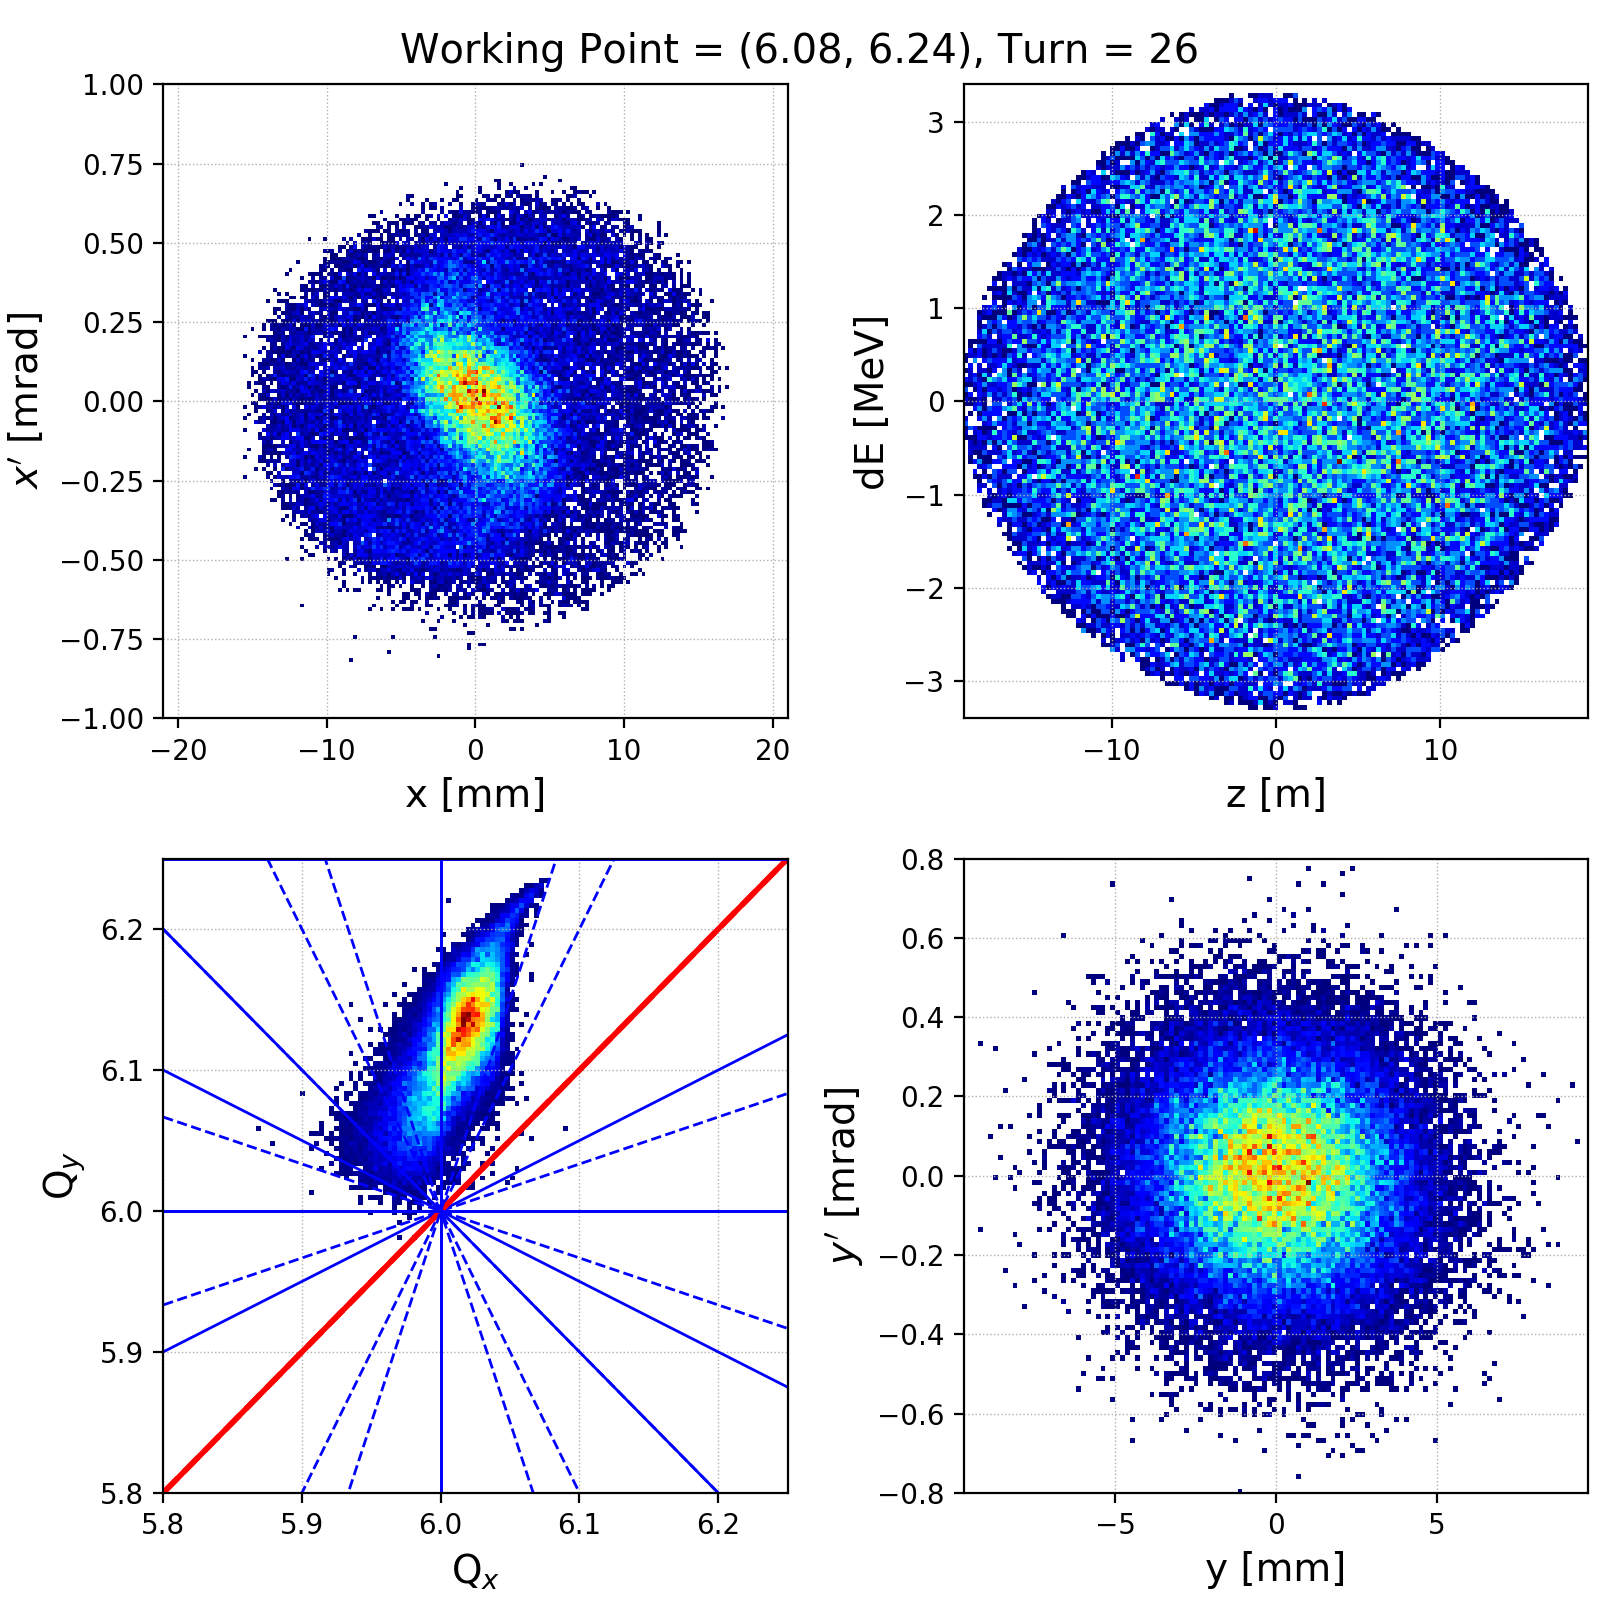 Working Point = (6.08, 6.24), Turn = 26
1.00
0.75
0.50
0.25
0.00
−0.25
−0.50
−0.75
−1.00
x′ [mrad]
−20 −10 0 10 20
x [mm]
3
2
1
0
−1
−2
−3
dE [MeV]
−10 0 10
z [m]
6.2
6.1
6.0
5.9
5.8
Qy
5.8 5.9 6.0 6.1 6.2
Qx
0.8
0.6
0.4
0.2
0.0
−0.2
−0.4
−0.6
−0.8
y′ [mrad]
−5 0 5
y [mm]